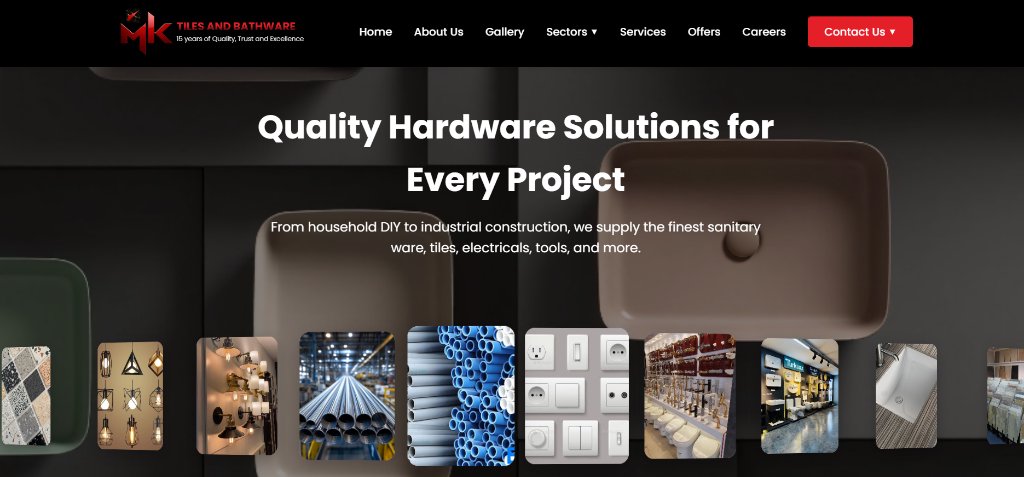 MK
TILES AND BATHWARE
15 years of Quality, Trust and Excellence
Home
About Us
Gallery
Sectors ▼
Services
Offers
Careers
Contact Us ▼
Quality Hardware Solutions for
Every Project
From household DIY to industrial construction, we supply the finest sanitary
ware, tiles, electricals, tools, and more.